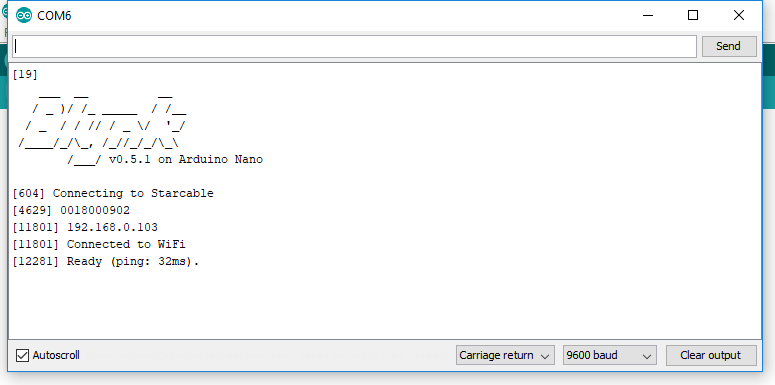 COM6
Send
[19]
    ___  __          __
   / _ )/ /_ _____  / /__
  / _  / / // / _ \/  '_/
 /____/_/\_, /_//_/_/\_\
        /___/ v0.5.1 on Arduino Nano
[604] Connecting to Starcable
[4629] 0018000902
[11801] 192.168.0.103
[11801] Connected to WiFi
[12281] Ready (ping: 32ms).
Autoscroll
Carriage return
9600 baud
Clear output